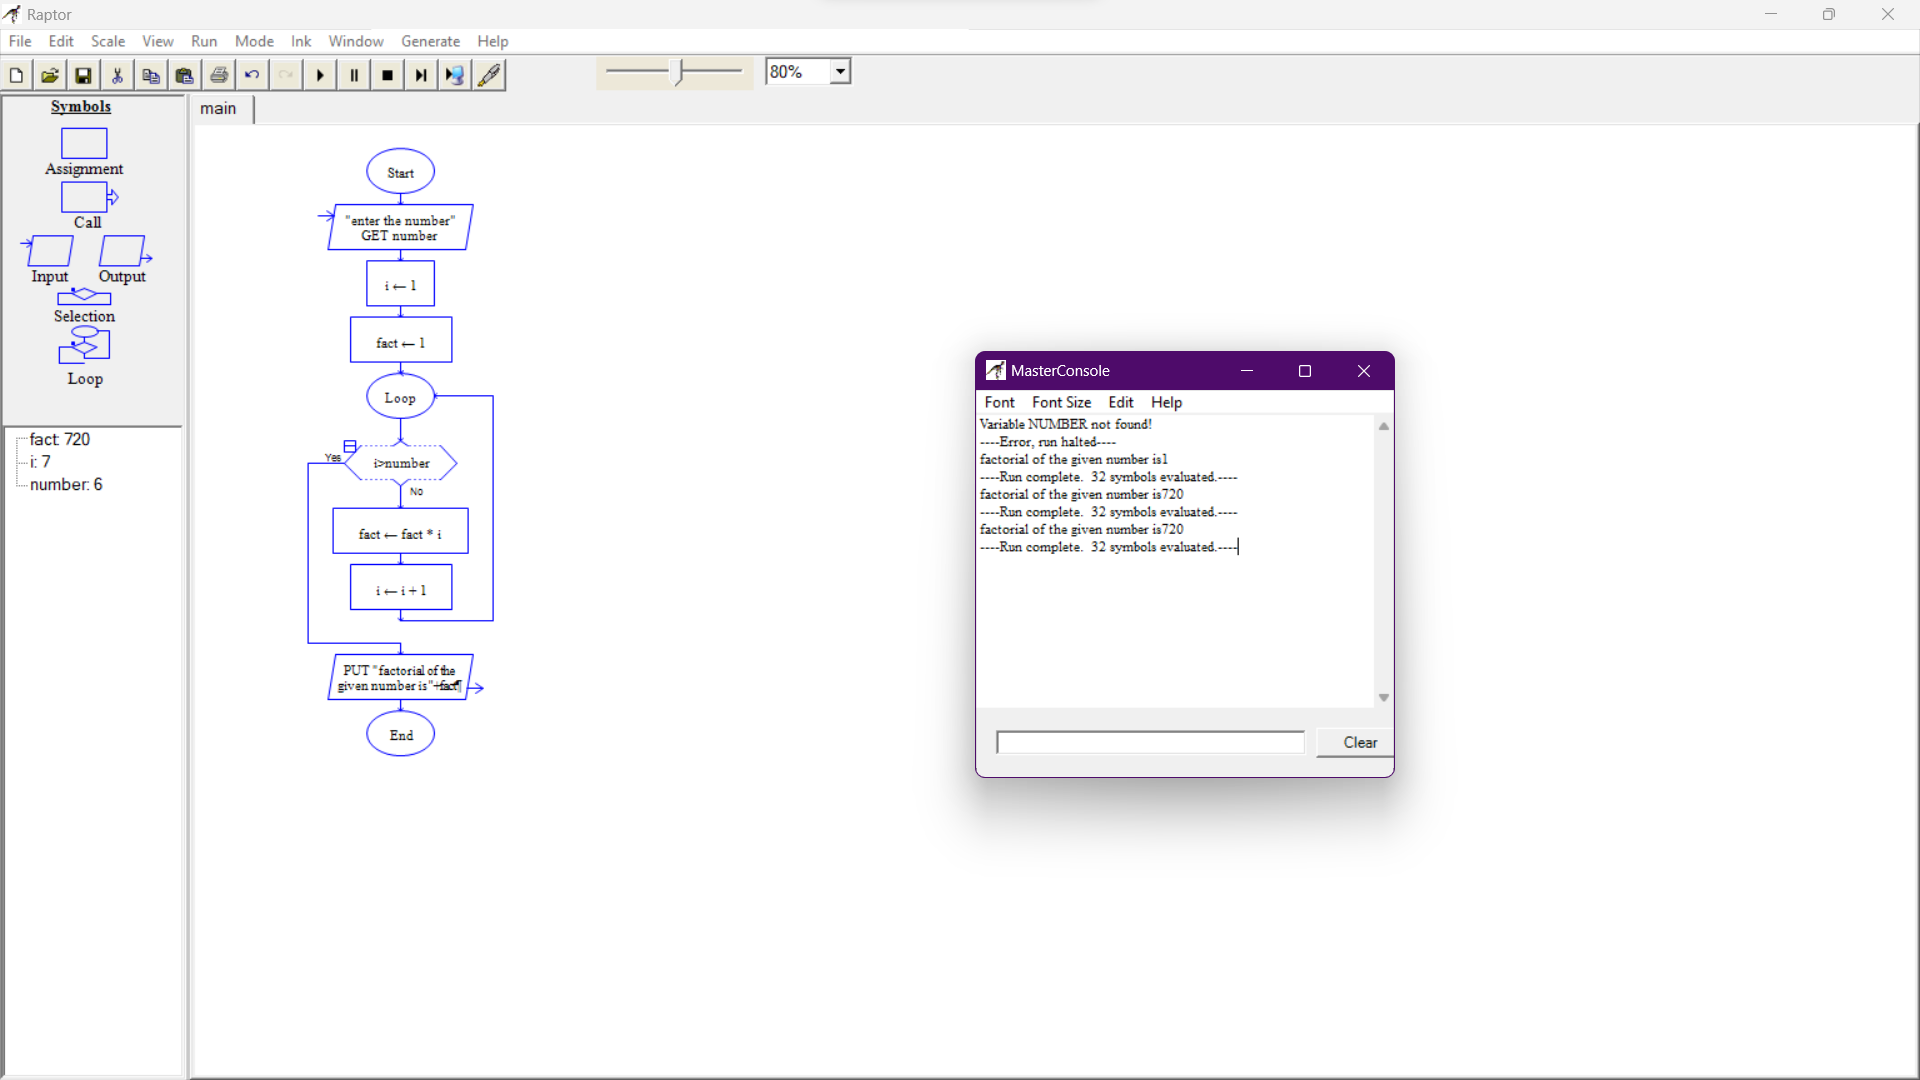 Raptor
File Edit Scale View Run Mode Ink Window Generate Help
80%
Symbols
Assignment
Call
Input Output
Selection
Loop
fact: 720
i: 7
number: 6
main
Start
"enter the number"
GET number
i ← 1
fact ← 1
Loop
Yes
i>number
No
fact ← fact * i
i ← i + 1
PUT "factorial of the
given number is"+fact¶
End
MasterConsole
Font Font Size Edit Help
Variable NUMBER not found!
----Error, run halted----
factorial of the given number is1
----Run complete.  32 symbols evaluated.----
factorial of the given number is720
----Run complete.  32 symbols evaluated.----
factorial of the given number is720
----Run complete.  32 symbols evaluated.----
Clear